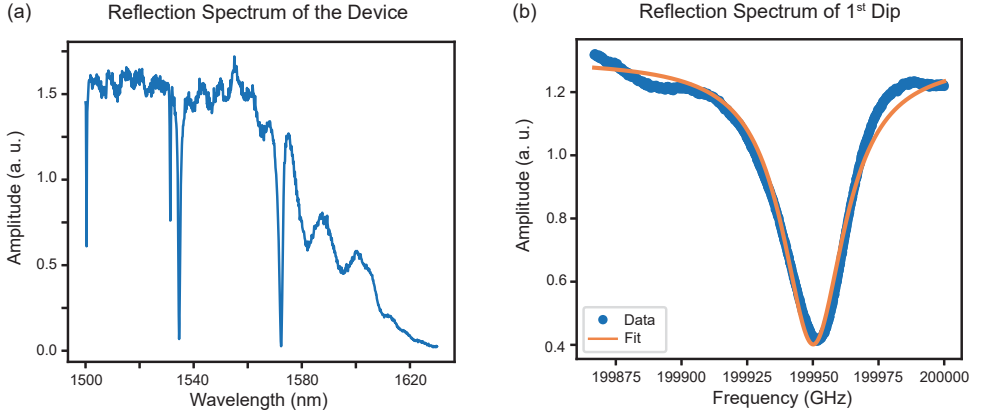 (a)
Reflection Spectrum of the Device
Amplitude (a. u.)
1.5
1.0
0.5
0.0
1500
1540
1580
1620
Wavelength (nm)
(b)
Reflection Spectrum of 1st Dip
Amplitude (a. u.)
1.2
1.0
0.8
0.6
0.4
Data
Fit
199875
199900
199925
199950
199975
200000
Frequency (GHz)